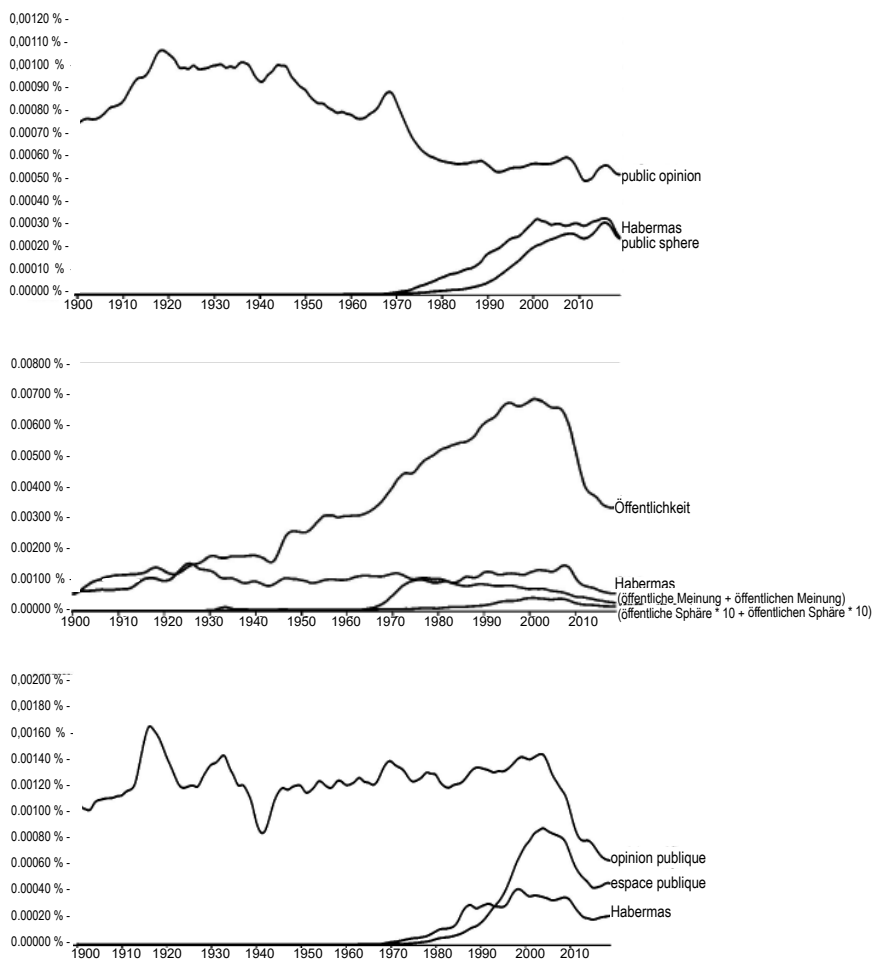 0,00120 % -
0,00110 % -
0,00100 % -
0.00090 % -
0.00080 % -
0.00070 % -
0.00060 % -
0.00050 % -
0.00040 % -
0.00030 % -
0.00020 % -
0.00010 % -
0.00000 % -
public opinion
Habermas
public sphere
1900 1910 1920 1930 1940 1950 1960 1970 1980 1990 2000 2010
0.00800 % -
0.00700 % -
0.00600 % -
0.00500 % -
0.00400 % -
0.00300 % -
0.00200 % -
0.00100 % -
0.00000 % -
Öffentlichkeit
Habermas
(öffentliche Meinung + öffentlichen Meinung)
(öffentliche Sphäre * 10 + öffentlichen Sphäre * 10)
1900 1910 1920 1930 1940 1950 1960 1970 1980 1990 2000 2010
0,00200 % -
0,00180 % -
0,00160 % -
0.00140 % -
0.00120 % -
0.00100 % -
0.00080 % -
0.00060 % -
0.00040 % -
0.00020 % -
0.00000 % -
opinion publique
espace publique
Habermas
1900 1910 1920 1930 1940 1950 1960 1970 1980 1990 2000 2010